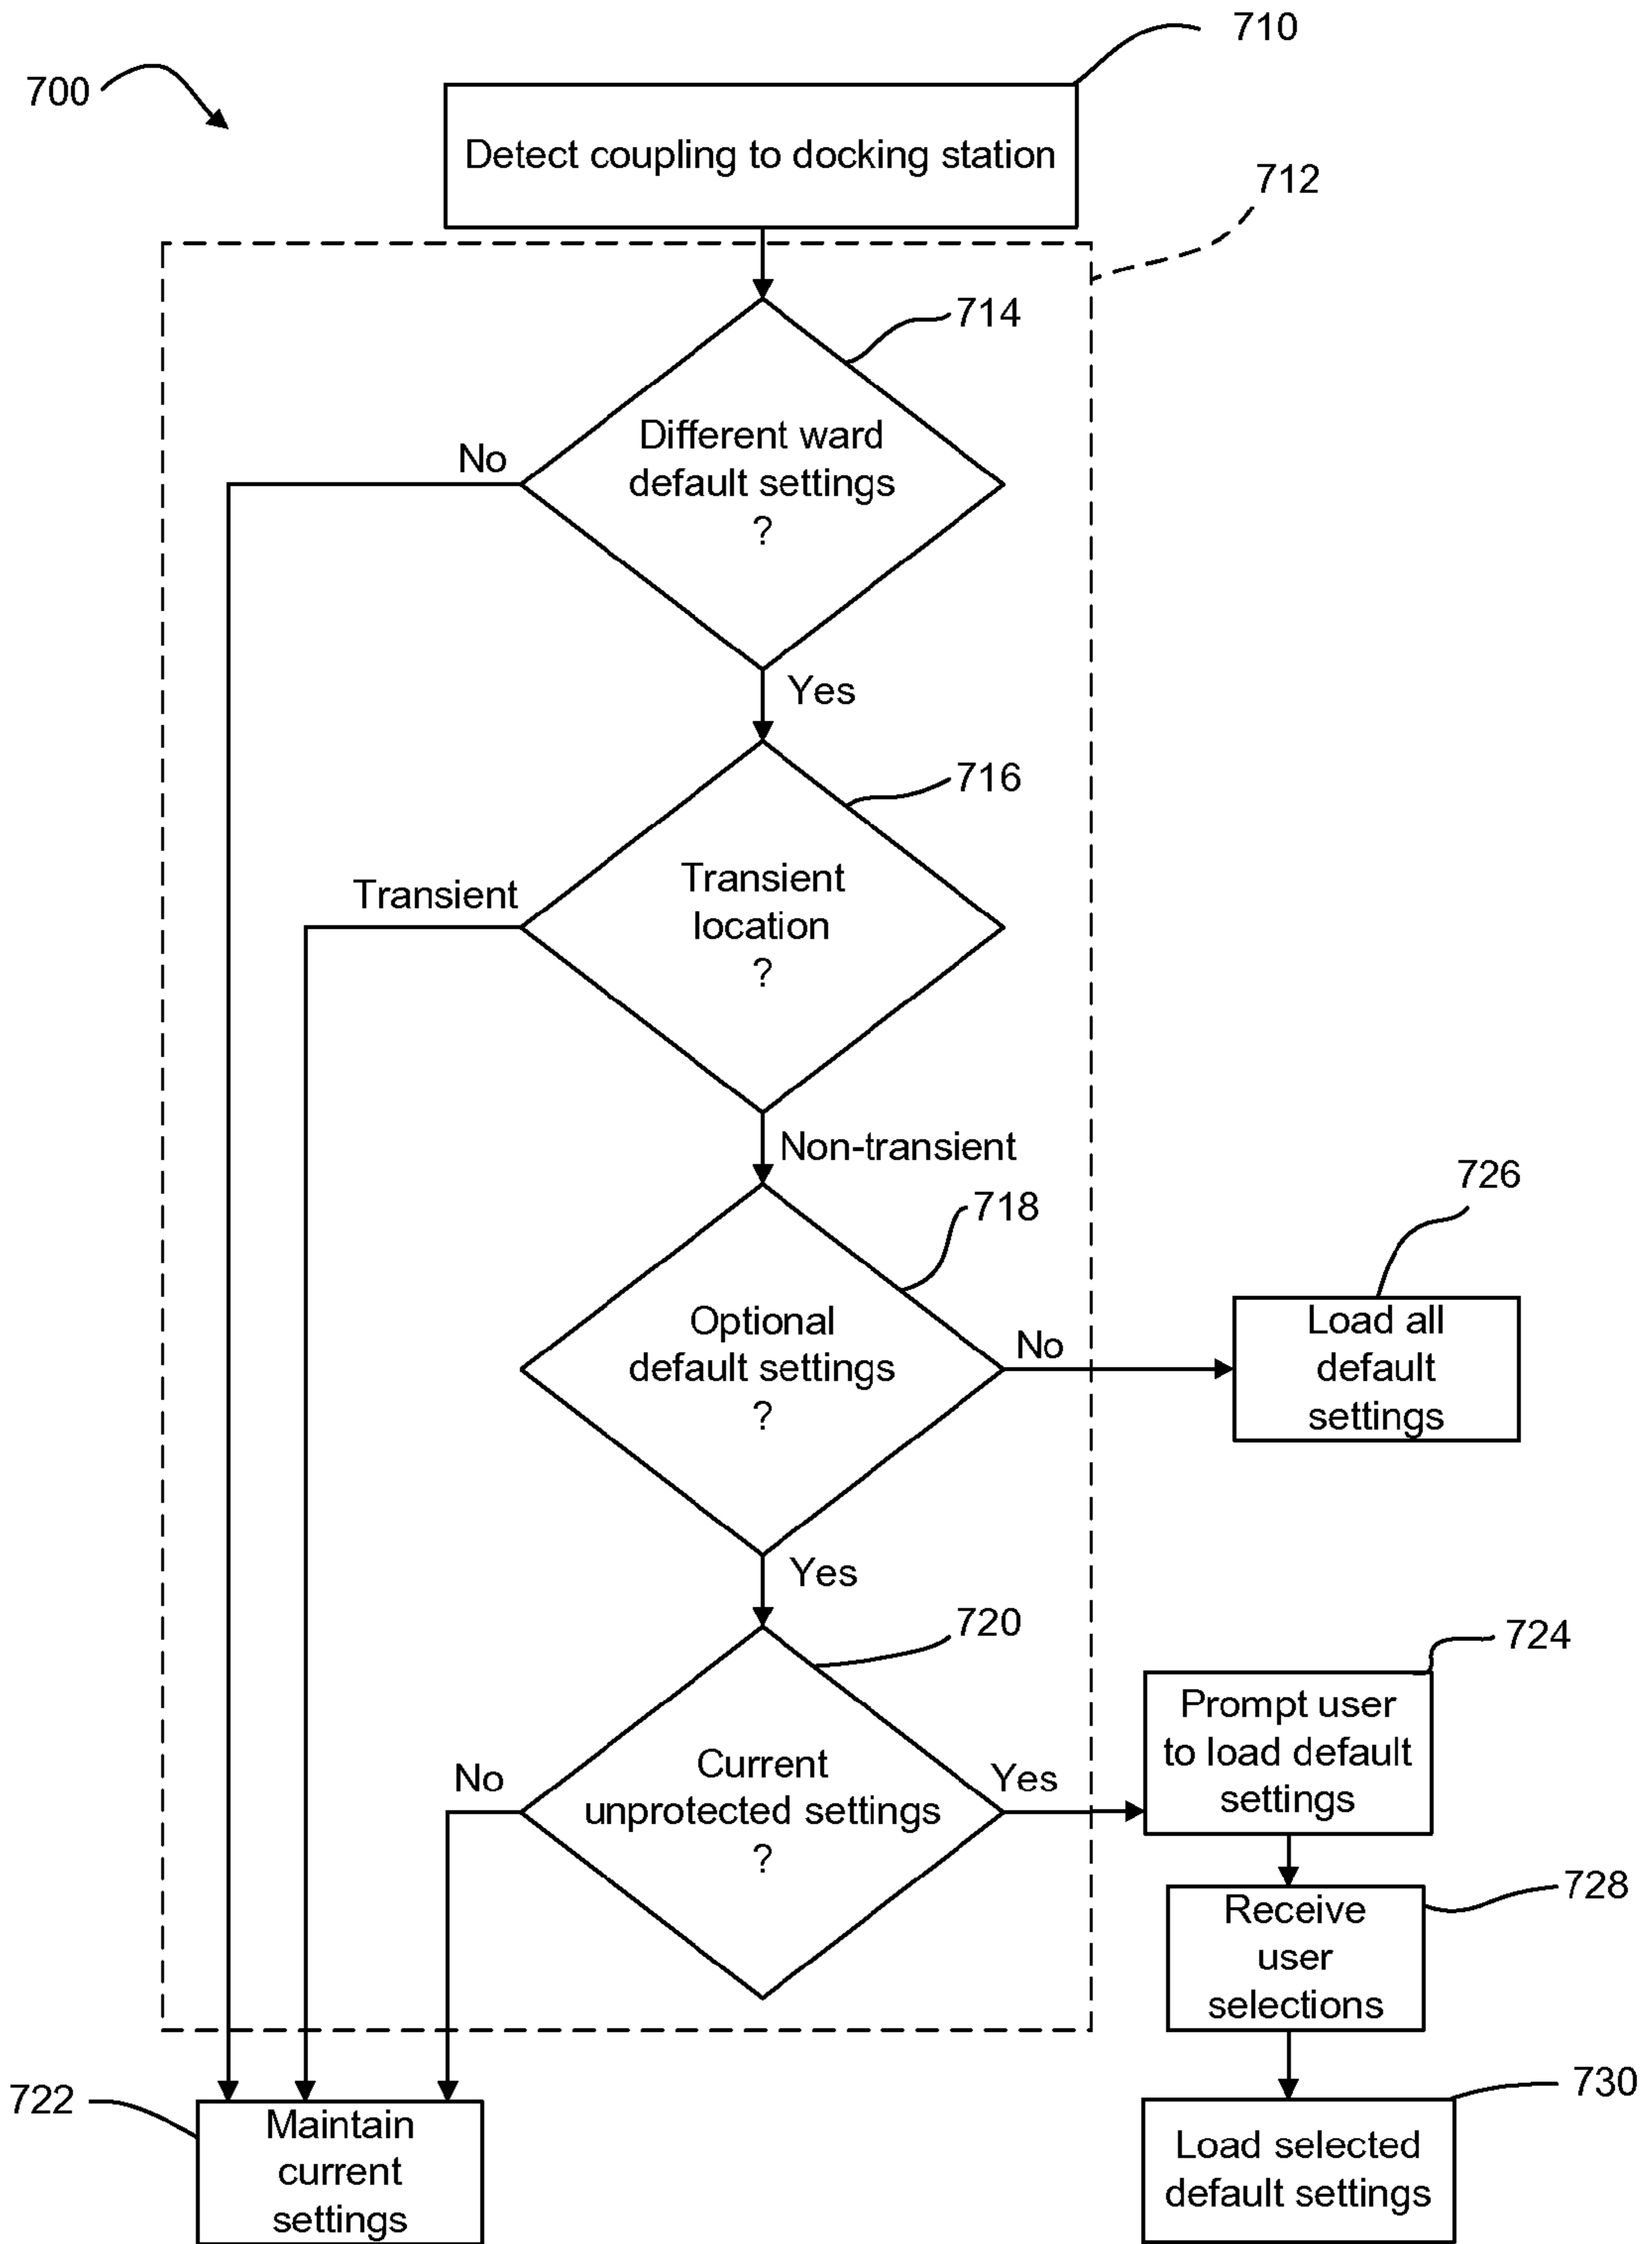 710
700
Detect coupling to docking station
712
714
Different ward
default settings
?
No
Yes
716
Transient
location
?
Transient
Non-transient
718
726
Optional
default settings
?
No
Load all
default
settings
Yes
720
724
Current
unprotected settings
?
No
Yes
Prompt user
to load default
settings
728
Receive
user
selections
722
730
Maintain
current
settings
Load selected
default settings